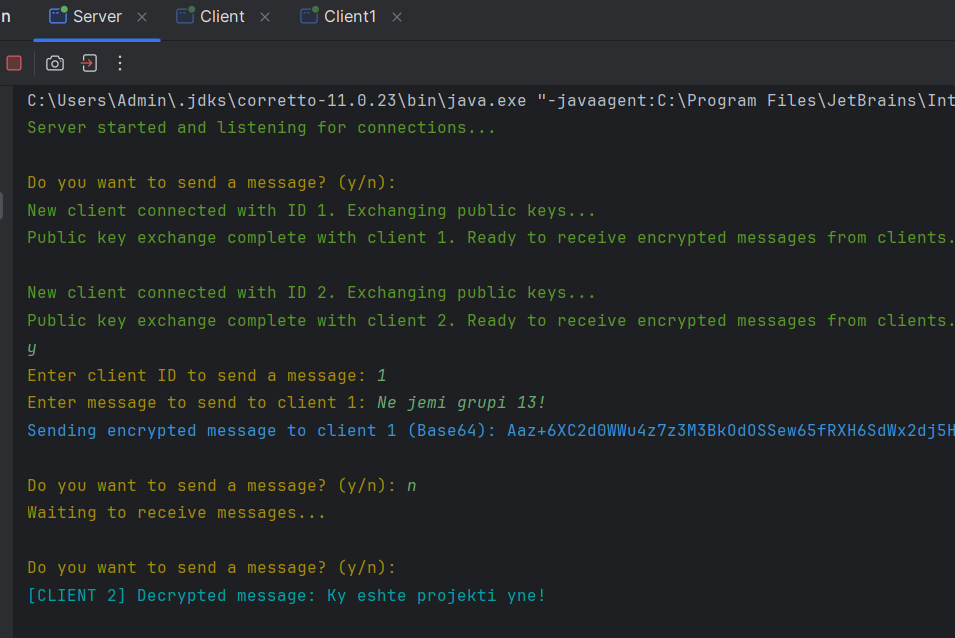 n Server × Client × Client1 ×
C:\Users\Admin\.jdks\corretto-11.0.23\bin\java.exe "-javaagent:C:\Program Files\JetBrains\Int
Server started and listening for connections...
Do you want to send a message? (y/n):
New client connected with ID 1. Exchanging public keys...
Public key exchange complete with client 1. Ready to receive encrypted messages from clients.
New client connected with ID 2. Exchanging public keys...
Public key exchange complete with client 2. Ready to receive encrypted messages from clients.
y
Enter client ID to send a message: 1
Enter message to send to client 1: Ne jemi grupi 13!
Sending encrypted message to client 1 (Base64): Aaz+6XC2d0WWu4z7z3M3BkOdOSSew65fRXH6SdWx2dj5H
Do you want to send a message? (y/n): n
Waiting to receive messages...
Do you want to send a message? (y/n):
[CLIENT 2] Decrypted message: Ky eshte projekti yne!